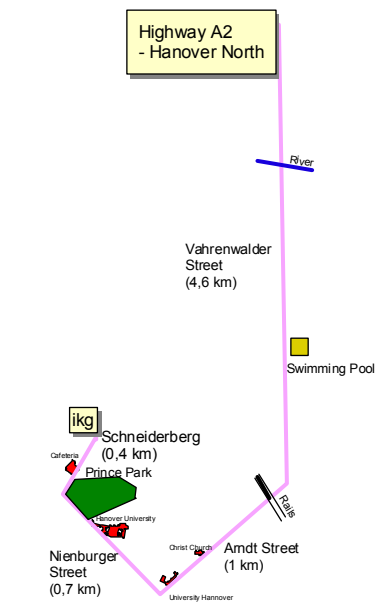 Highway A2
- Hanover North
River
Vahrenwalder
Street
(4,6 km)
Swimming Pool
ikg
Schneiderberg
(0,4 km)
Cafeteria
Prince Park
Hanover University
Rails
Christ Church
Arndt Street
(1 km)
Nienburger
Street
(0,7 km)
University Hannover